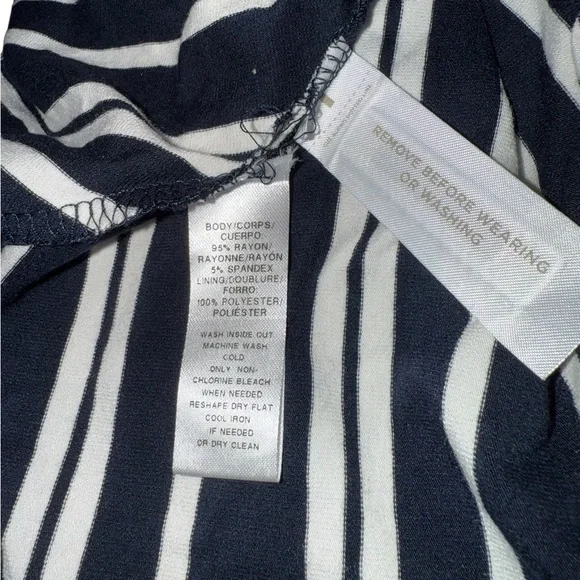 BODY/CORPS/
CUERPO:
95% RAYON/
RAYONNE/RAYON
5% SPANDEX
LINING/DOUBLURE/
FORRO:
100% POLYESTER/
POLIÉSTER
WASH INSIDE OUT
MACHINE WASH
COLD
ONLY NON-
CHLORINE BLEACH
WHEN NEEDED
RESHAPE DRY FLAT
COOL IRON
IF NEEDED
OR DRY CLEAN
REMOVE BEFORE WEARING
OR WASHING